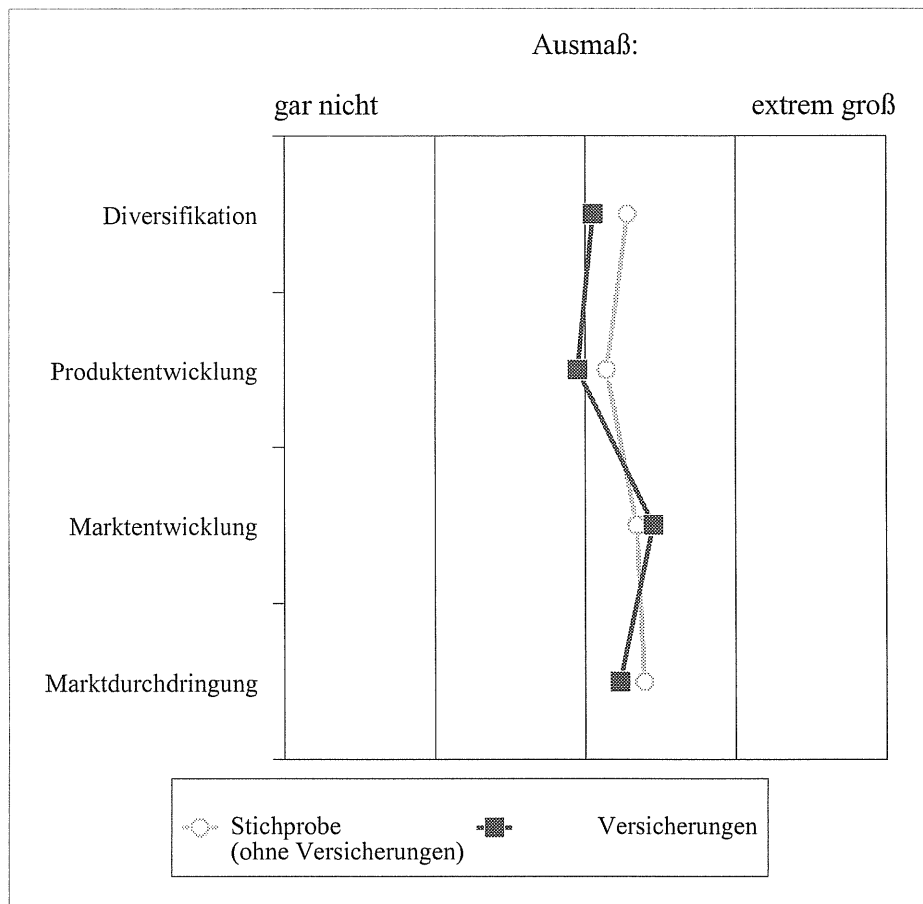 Ausmaß:
gar nicht
extrem groß
Diversifikation
Produktentwicklung
Marktentwicklung
Marktdurchdringung
Stichprobe
(ohne Versicherungen)
Versicherungen